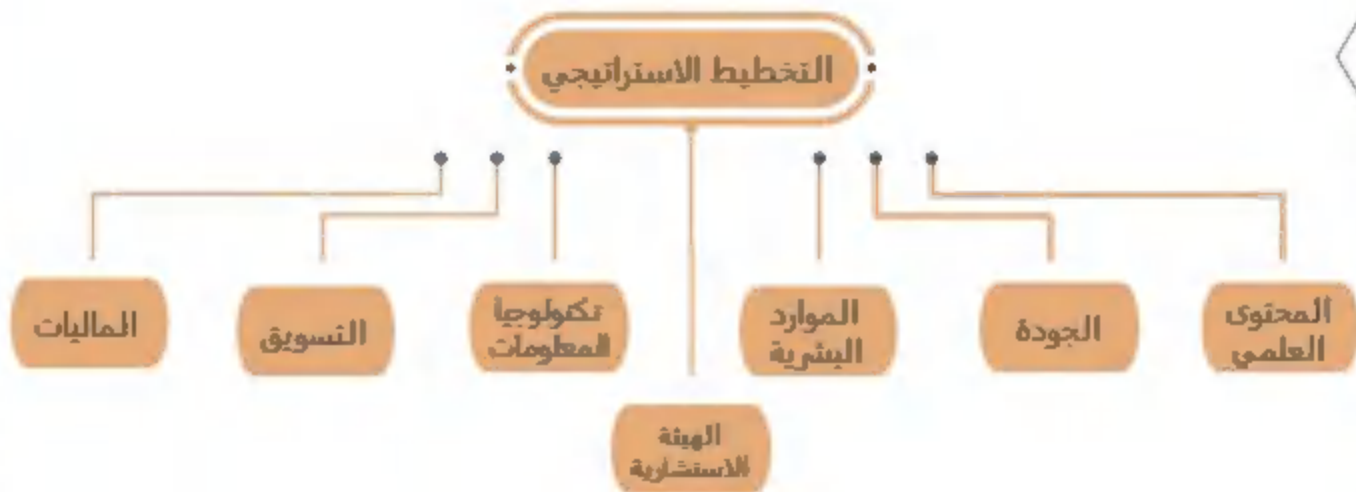 التخطيط الاستراتيجي
المحتوى
العلمي
الجودة
الموارد
البشرية
تكنولوجيا
المعلومات
التسويق
الماليات
الهيئة
الاستشارية